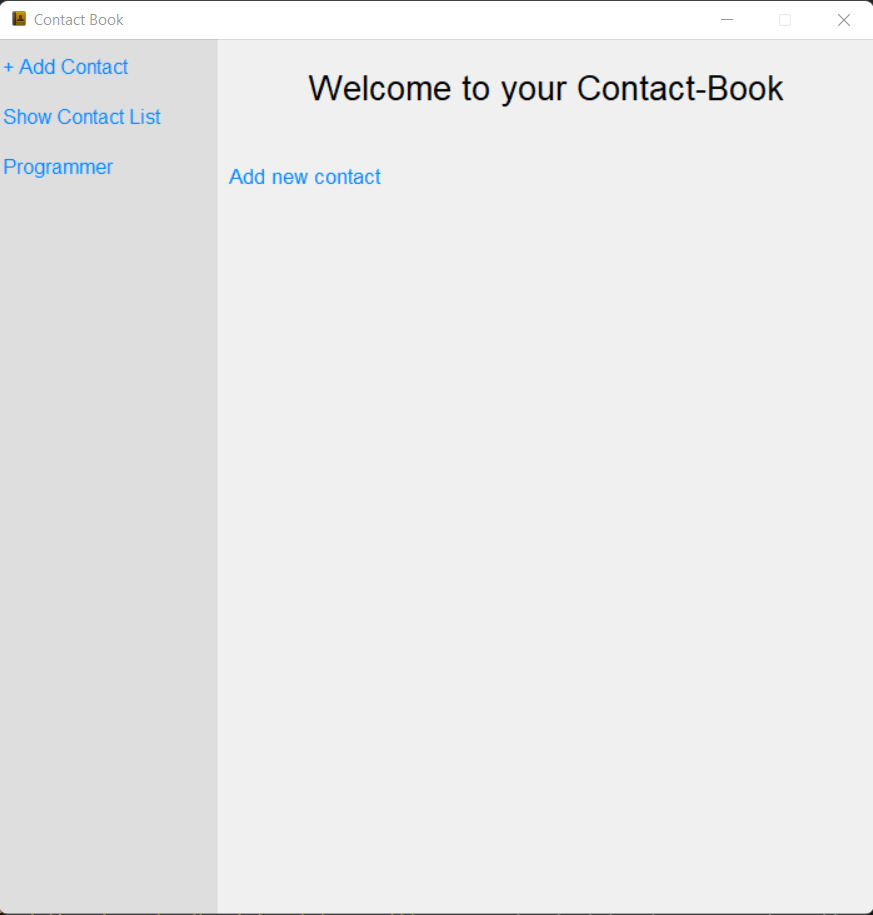 Contact Book
+ Add Contact
Show Contact List
Programmer
Welcome to your Contact-Book
Add new contact